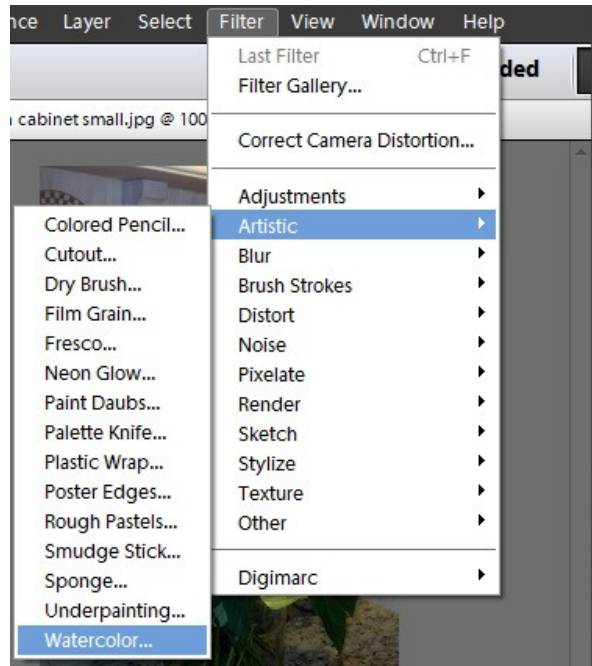 Layer Select Filter View Window Help
Last Filter Ctrl+F
Filter Gallery...
cabinet small.jpg @ 100
Correct Camera Distortion...
Adjustments
Artistic
Blur
Brush Strokes
Distort
Noise
Pixelate
Render
Sketch
Stylize
Texture
Other
Digimarc
Colored Pencil...
Cutout...
Dry Brush...
Film Grain...
Fresco...
Neon Glow...
Paint Daubs...
Palette Knife...
Plastic Wrap...
Poster Edges...
Rough Pastels...
Smudge Stick...
Sponge...
Underpainting...
Watercolor...